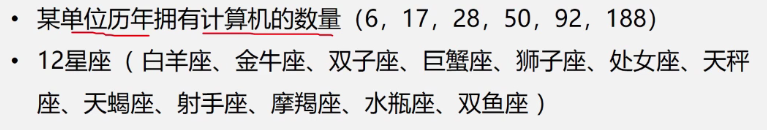 • 某单位历年拥有计算机的数量（6，17，28，50，92，188）
• 12星座（ 白羊座、金牛座、双子座、巨蟹座、狮子座、处女座、天秤
座、天蝎座、射手座、摩羯座、水瓶座、双鱼座 ）